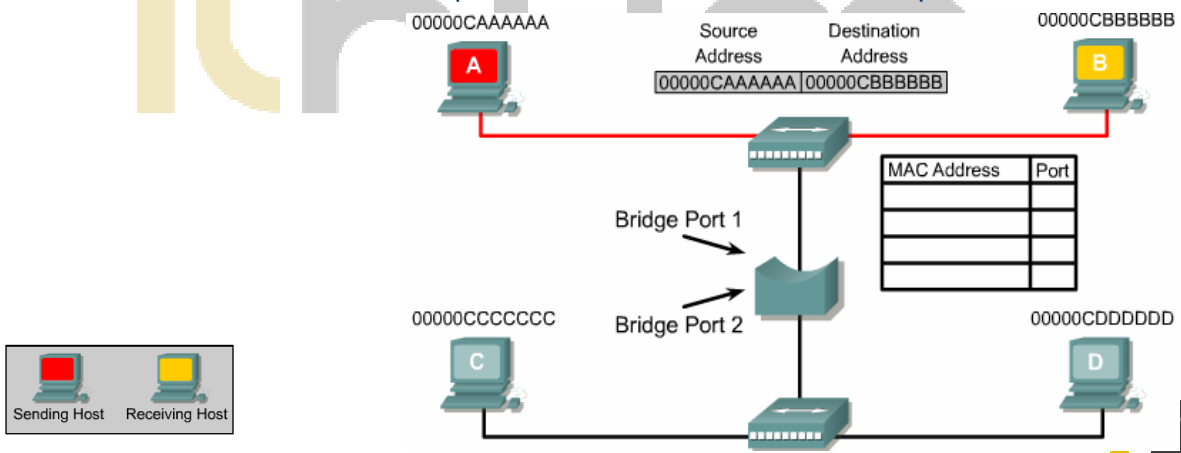 00000CAAAAAA
00000CBBBBBB
Source
Address
Destination
Address
A
B
00000CAAAAAA 00000CBBBBBB
MAC Address Port
Bridge Port 1
Bridge Port 2
00000CCCCCCC
00000CDDDDDD
C
D
Sending Host Receiving Host